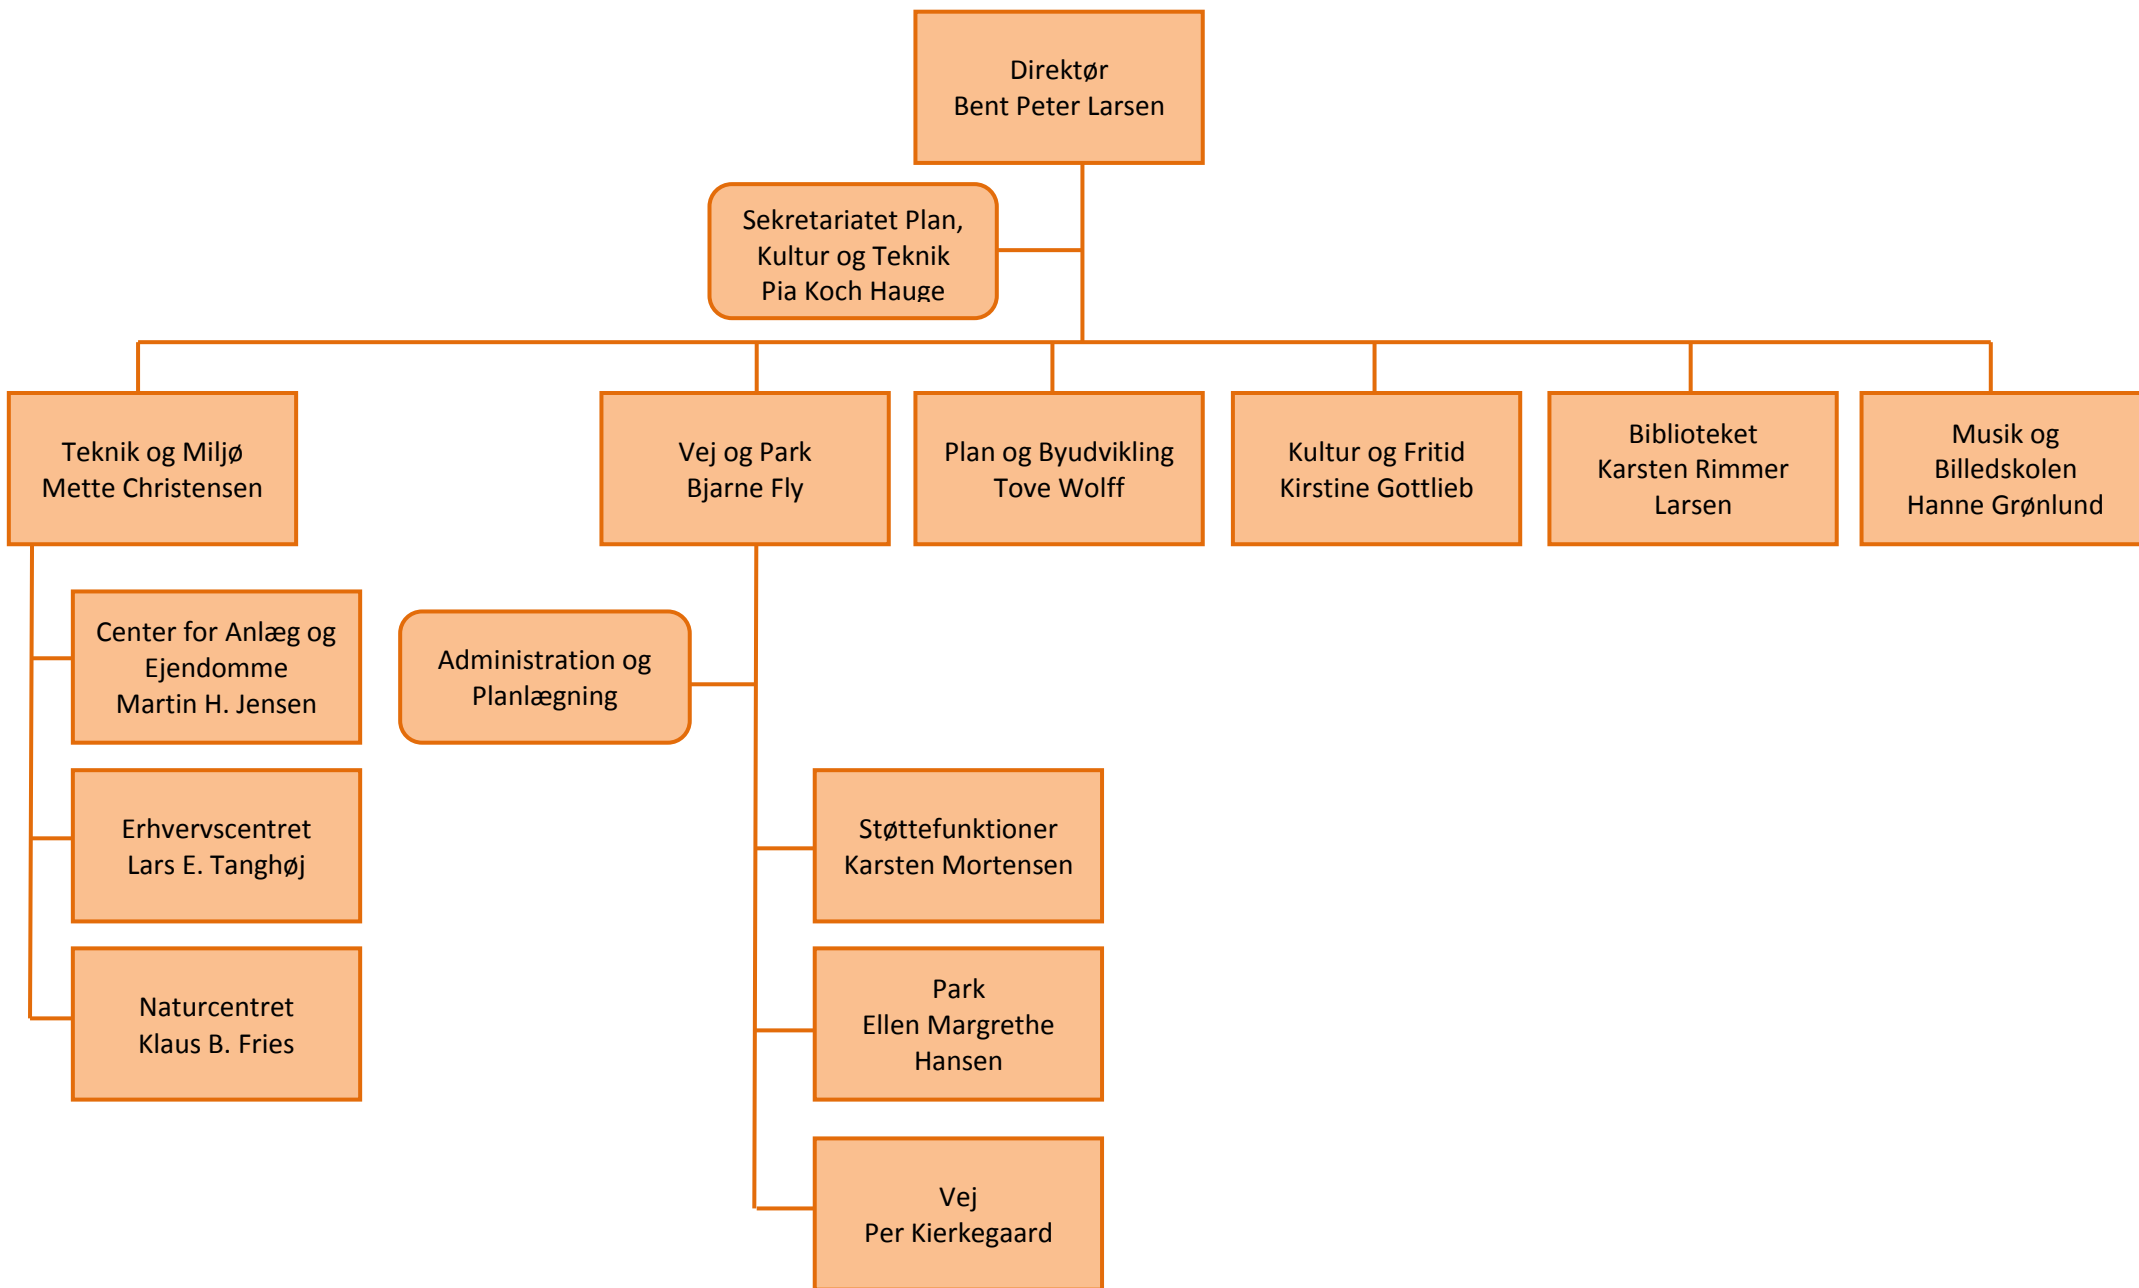 Direktør
Bent Peter Larsen
Sekretariatet Plan,
Kultur og Teknik
Pia Koch Hauge
Teknik og Miljø
Mette Christensen
Vej og Park
Bjarne Fly
Plan og Byudvikling
Tove Wolff
Kultur og Fritid
Kirstine Gottlieb
Biblioteket
Karsten Rimmer
Larsen
Musik og
Billedskolen
Hanne Grønlund
Center for Anlæg og
Ejendomme
Martin H. Jensen
Administration og
Planlægning
Erhvervscentret
Lars E. Tanghøj
Støttefunktioner
Karsten Mortensen
Naturcentret
Klaus B. Fries
Park
Ellen Margrethe
Hansen
Vej
Per Kierkegaard